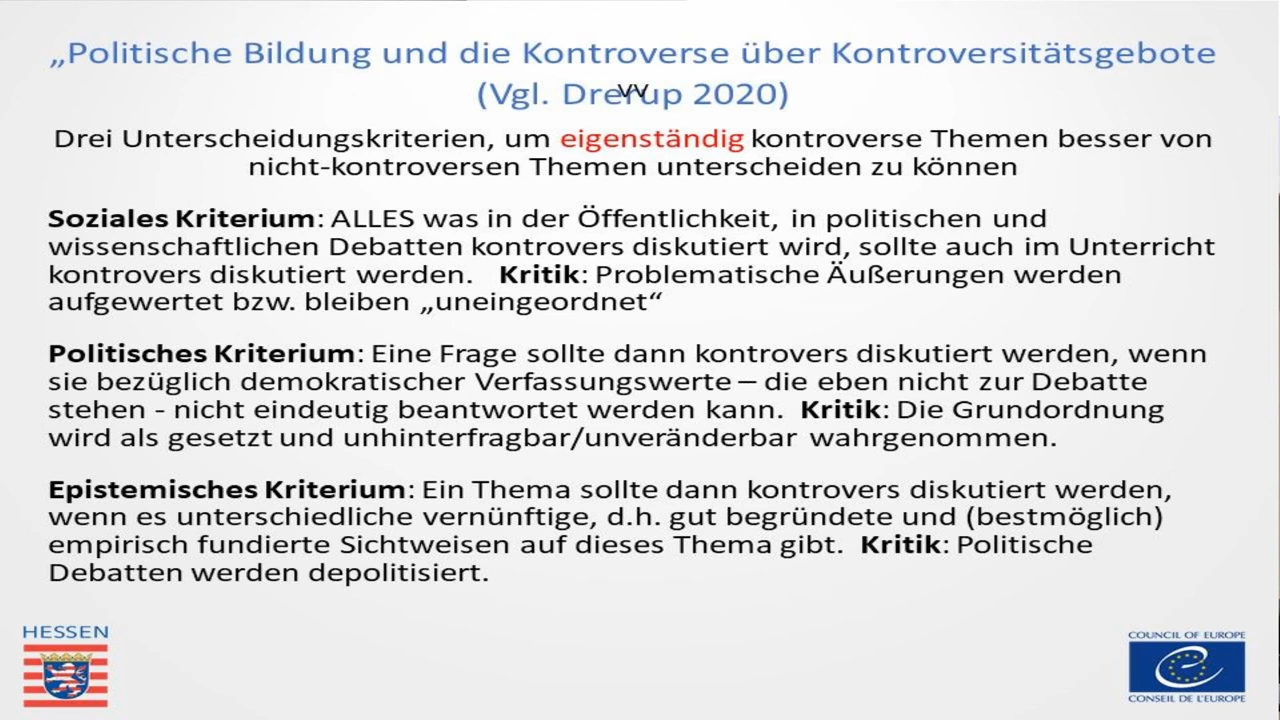 „Politische Bildung und die Kontroverse über Kontroversitätsgebote
(Vgl. Drerup 2020)
vv
Drei Unterscheidungskriterien, um eigenständig kontroverse Themen besser von
nicht-kontroversen Themen unterscheiden zu können
Soziales Kriterium: ALLES was in der Öffentlichkeit, in politischen und
wissenschaftlichen Debatten kontrovers diskutiert wird, sollte auch im Unterricht
kontrovers diskutiert werden. Kritik: Problematische Äußerungen werden
aufgewertet bzw. bleiben „uneingeordnet“
Politisches Kriterium: Eine Frage sollte dann kontrovers diskutiert werden, wenn
sie bezüglich demokratischer Verfassungswerte – die eben nicht zur Debatte
stehen - nicht eindeutig beantwortet werden kann. Kritik: Die Grundordnung
wird als gesetzt und unhinterfragbar/unveränderbar wahrgenommen.
Epistemisches Kriterium: Ein Thema sollte dann kontrovers diskutiert werden,
wenn es unterschiedliche vernünftige, d.h. gut begründete und (bestmöglich)
empirisch fundierte Sichtweisen auf dieses Thema gibt. Kritik: Politische
Debatten werden depolitisiert.
HESSEN
COUNCIL OF EUROPE
CONSEIL DE L'EUROPE